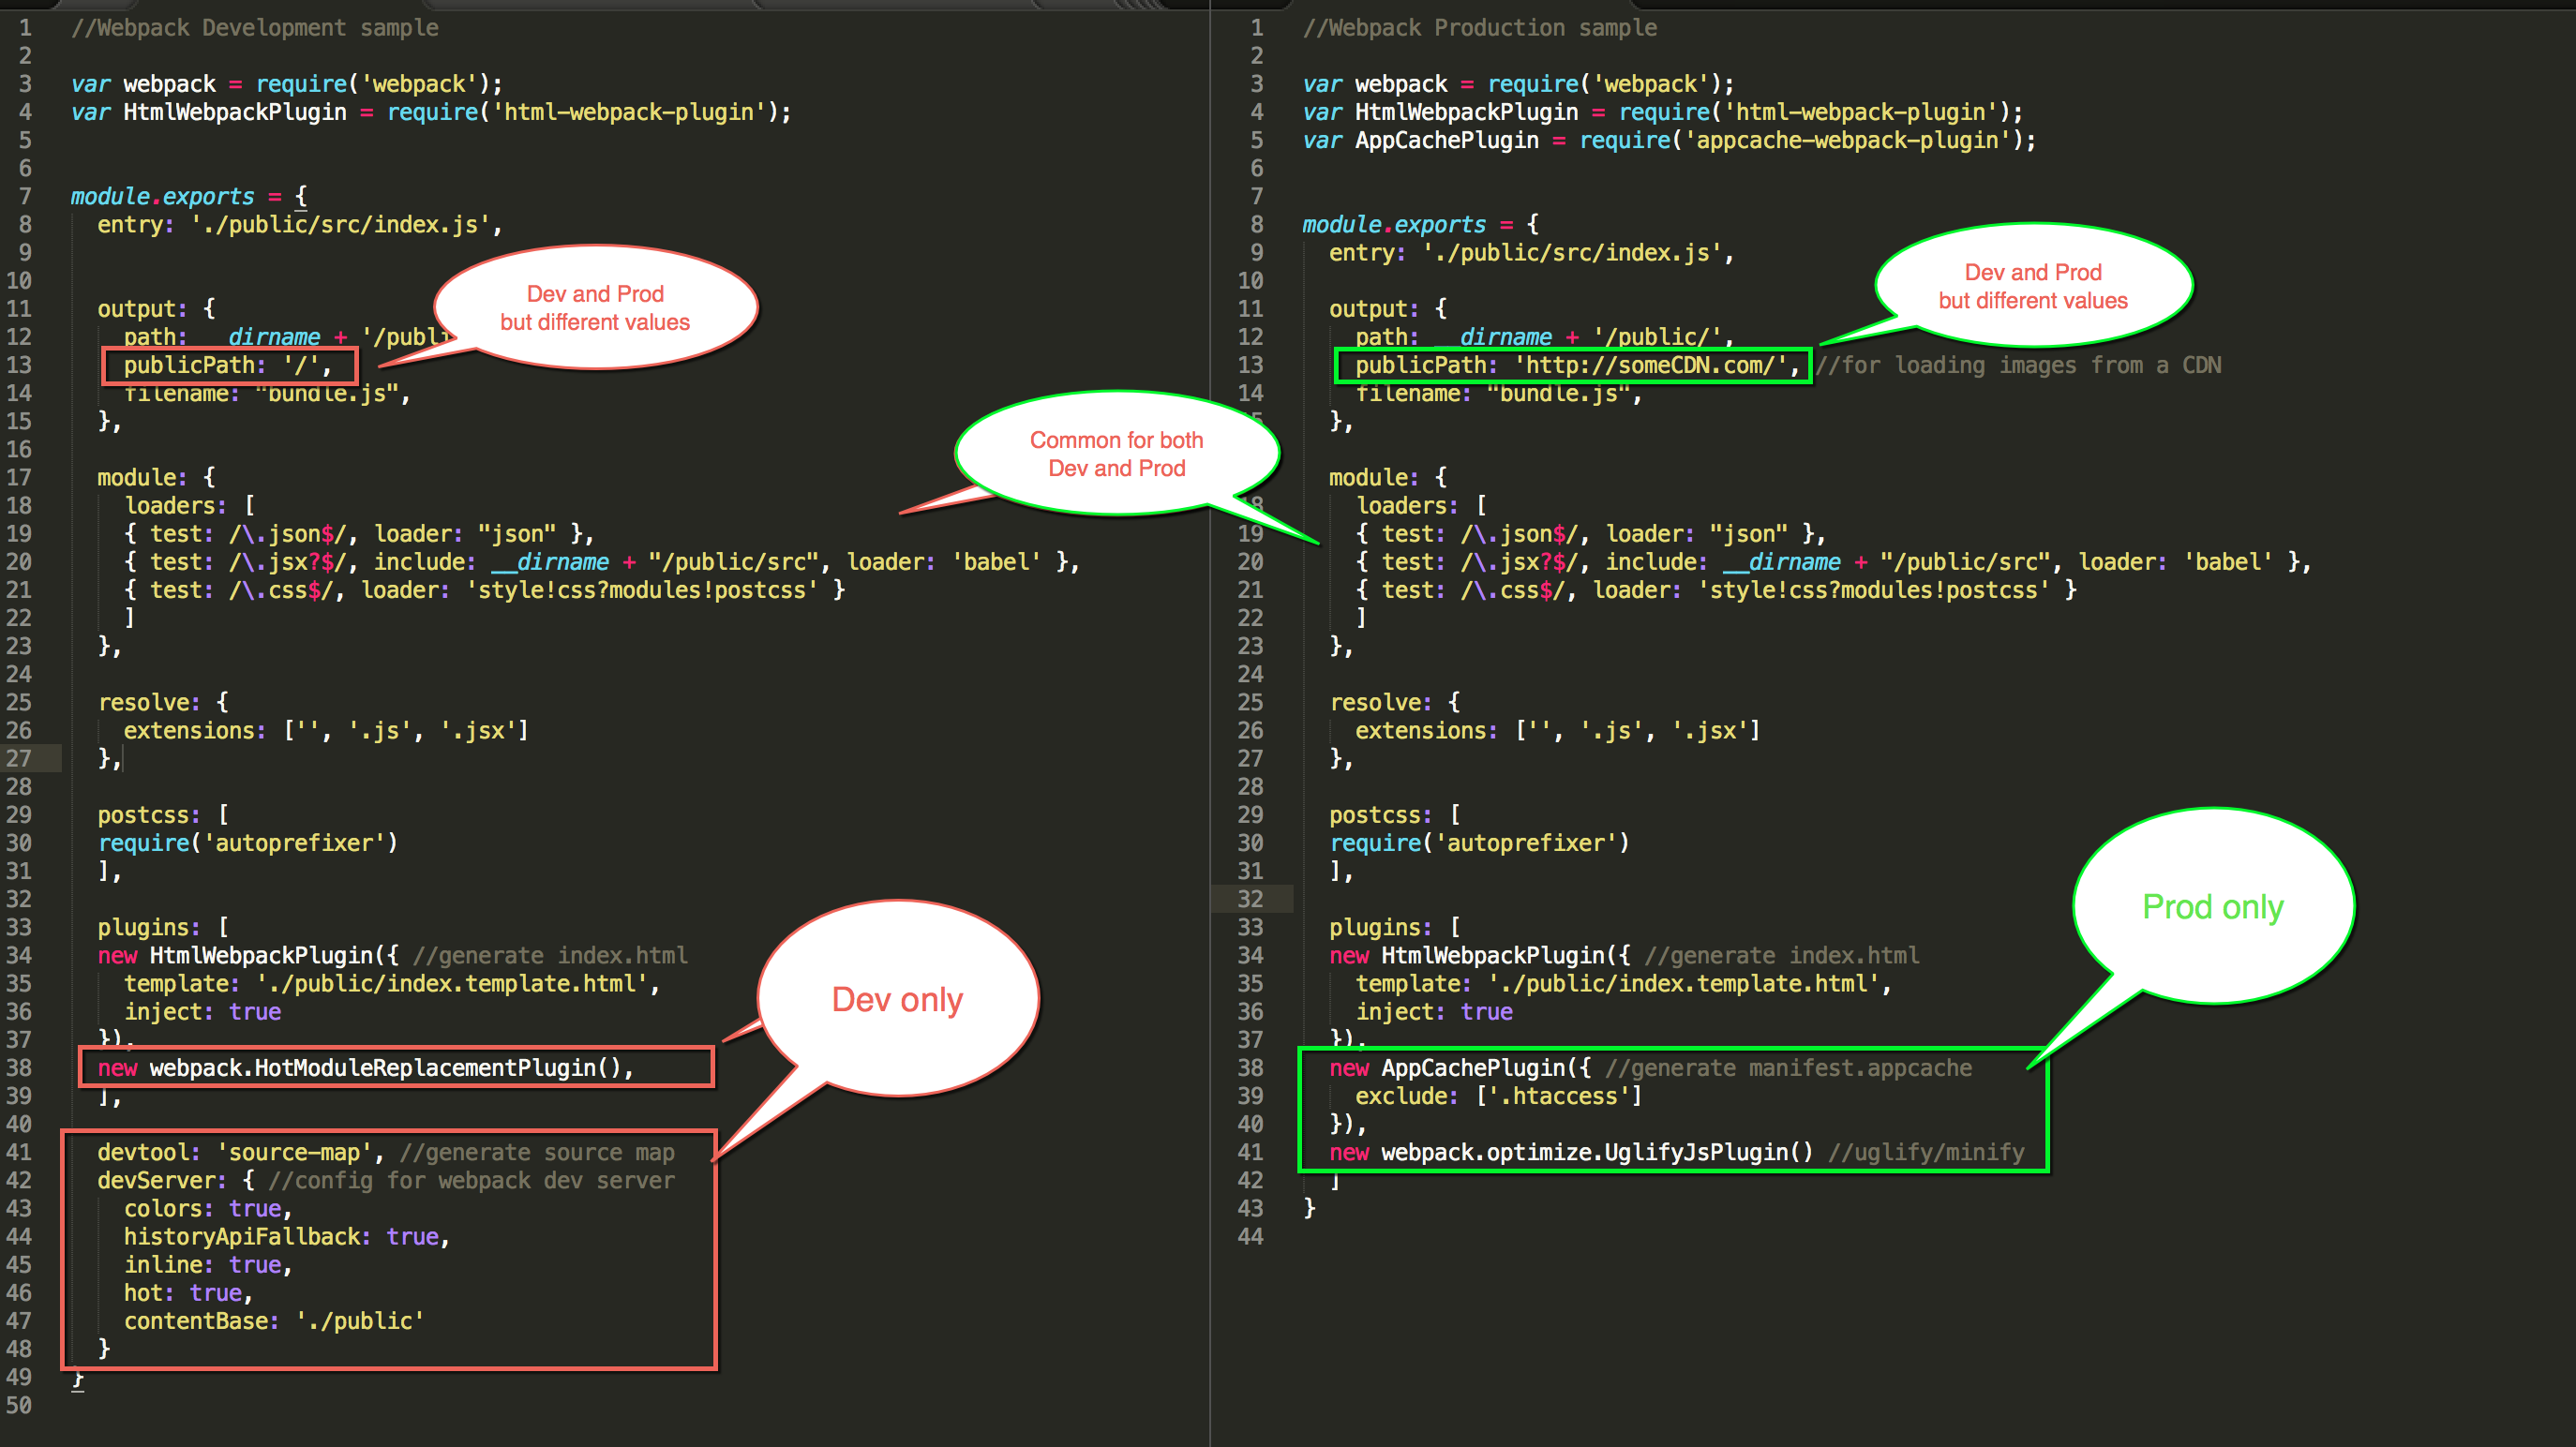 1 //Webpack Development sample
2
3 var webpack = require('webpack');
4 var HtmlWebpackPlugin = require('html-webpack-plugin');
5
6
7 module.exports = {
8 entry: './public/src/index.js',
9
10
11 output: {
12 path: __dirname + '/publi
13 publicPath: '/',
14 filename: "bundle.js",
15 },
16
17 module: {
18 loaders: [
19 { test: /\.json$/, loader: "json" },
20 { test: /\.jsx?$/, include: __dirname + "/public/src", loader: 'babel' },
21 { test: /\.css$/, loader: 'style!css?modules!postcss' }
22 ]
23 },
24
25 resolve: {
26 extensions: ['', '.js', '.jsx']
27 },
28
29 postcss: [
30 require('autoprefixer')
31 ],
32
33 plugins: [
34 new HtmlWebpackPlugin({ //generate index.html
35 template: './public/index.template.html',
36 inject: true
37 }),
38 new webpack.HotModuleReplacementPlugin(),
39 ],
40
41 devtool: 'source-map', //generate source map
42 devServer: { //config for webpack dev server
43 colors: true,
44 historyApiFallback: true,
45 inline: true,
46 hot: true,
47 contentBase: './public'
48 }
49 }
50
Dev and Prod
but different values
Common for both
Dev and Prod
Dev only
1 //Webpack Production sample
2
3 var webpack = require('webpack');
4 var HtmlWebpackPlugin = require('html-webpack-plugin');
5 var AppCachePlugin = require('appcache-webpack-plugin');
6
7
8 module.exports = {
9 entry: './public/src/index.js',
10
11 output: {
12 path: __dirname + '/public/',
13 publicPath: 'http://someCDN.com/', //for loading images from a CDN
14 filename: "bundle.js",
},
16
17 module: {
18 loaders: [
19 { test: /\.json$/, loader: "json" },
20 { test: /\.jsx?$/, include: __dirname + "/public/src", loader: 'babel' },
21 { test: /\.css$/, loader: 'style!css?modules!postcss' }
22 ]
23 },
24
25 resolve: {
26 extensions: ['', '.js', '.jsx']
27 },
28
29 postcss: [
30 require('autoprefixer')
31 ],
32
33 plugins: [
34 new HtmlWebpackPlugin({ //generate index.html
35 template: './public/index.template.html',
36 inject: true
37 }),
38 new AppCachePlugin({ //generate manifest.appcache
39 exclude: ['.htaccess']
40 }),
41 new webpack.optimize.UglifyJsPlugin() //uglify/minify
42 ]
43 }
44
Dev and Prod
but different values
Prod only